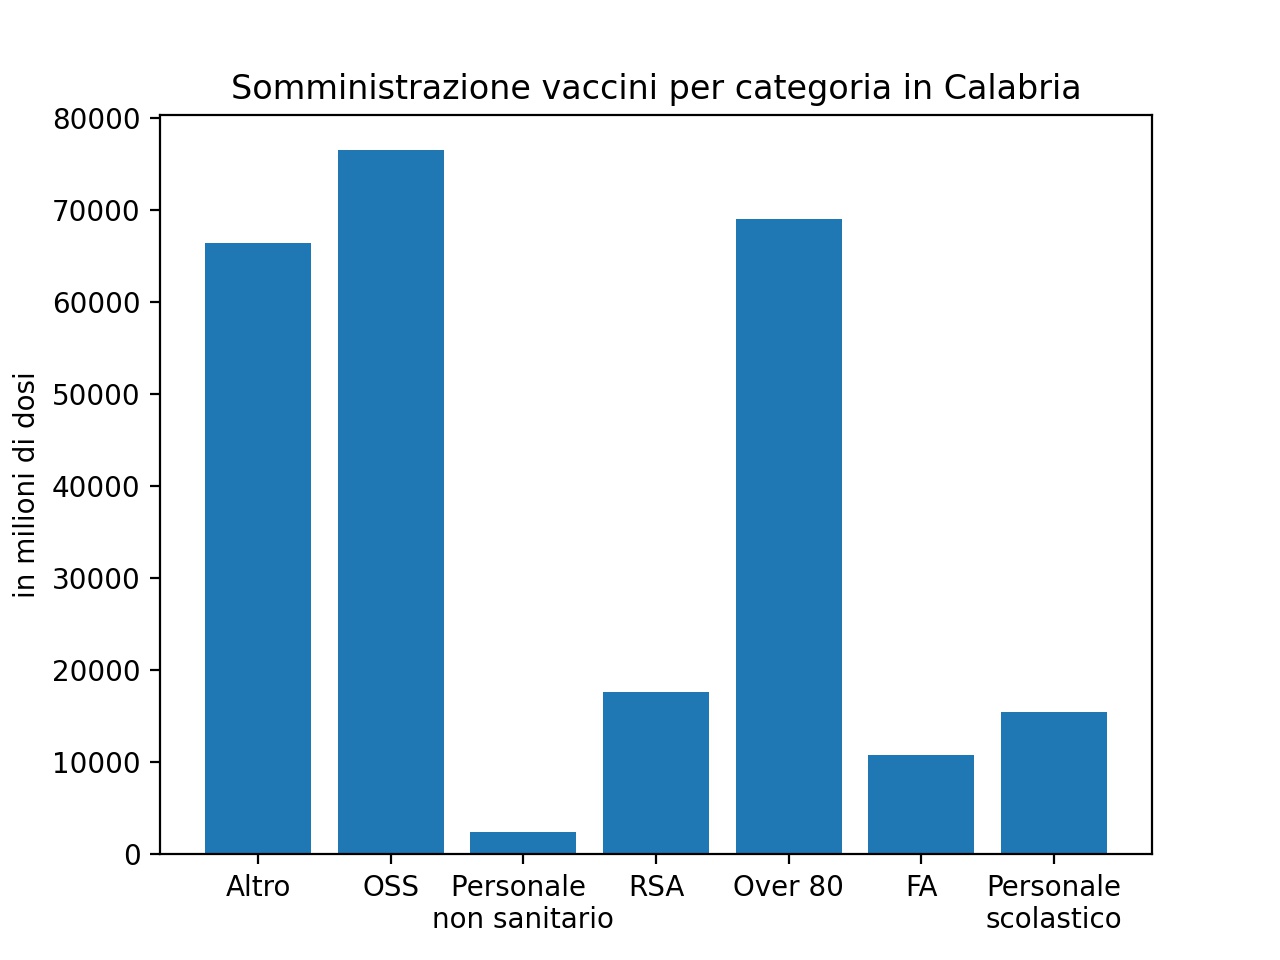 Somministrazione vaccini per categoria in Calabria
in milioni di dosi
80000
70000
60000
50000
40000
30000
20000
10000
0
Altro
OSS
Personale
non sanitario
RSA
Over 80
FA
Personale
scolastico